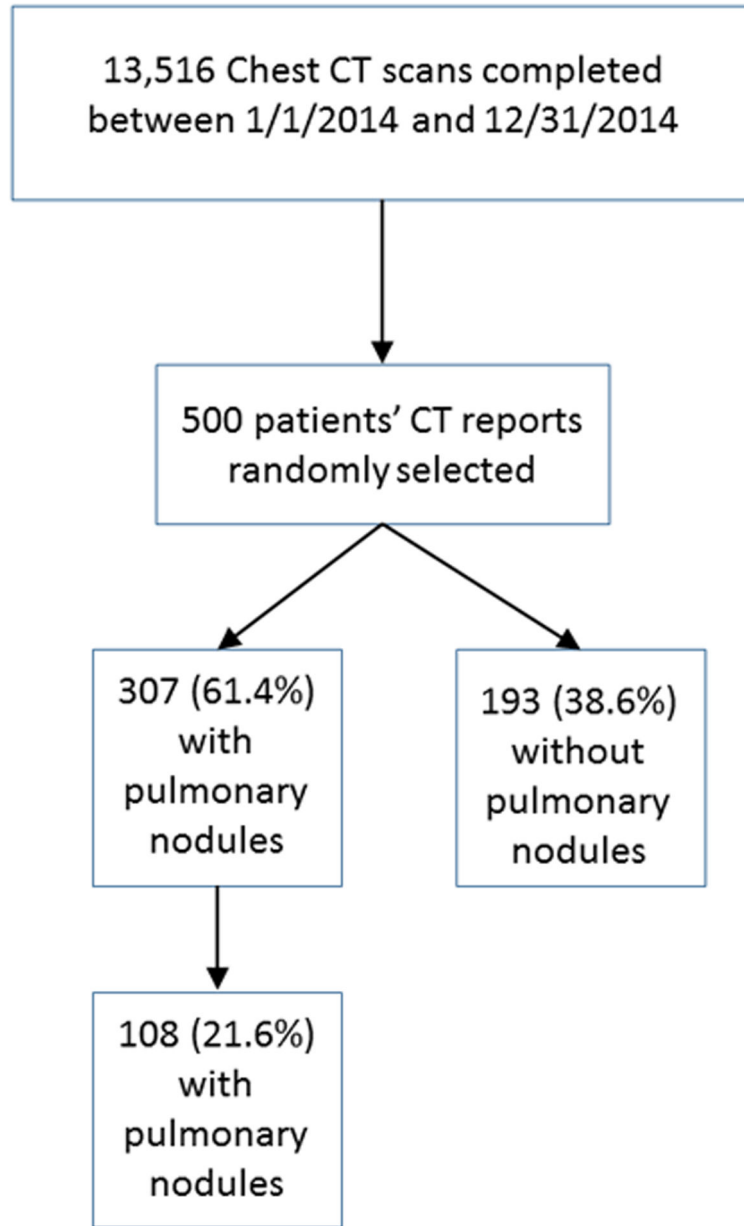 13,516 Chest CT scans completed
between 1/1/2014 and 12/31/2014
500 patients’ CT reports
randomly selected
307 (61.4%)
with
pulmonary
nodules
193 (38.6%)
without
pulmonary
nodules
108 (21.6%)
with
pulmonary
nodules